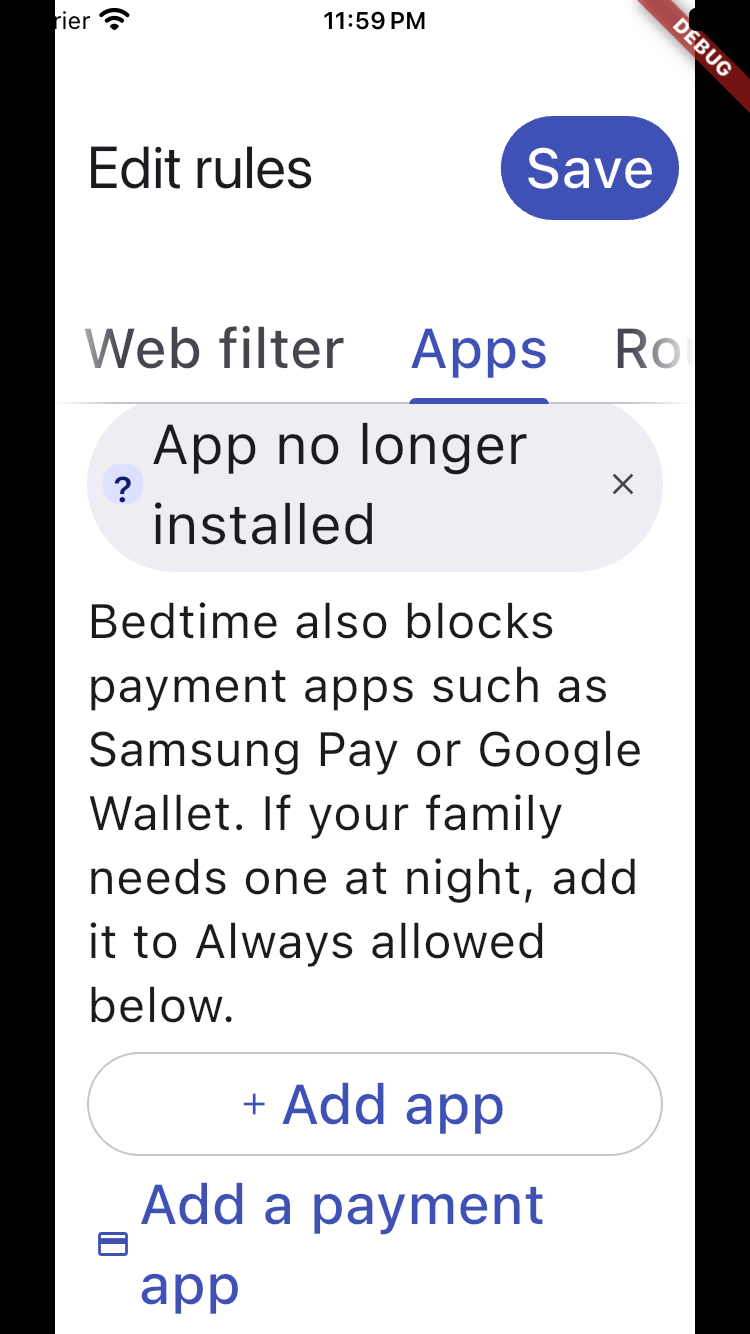 11:59 PM
DEBUG
Edit rules
Save
Web filter Apps
App no longer
?
installed
Bedtime also blocks
payment apps such as
Samsung Pay or Google
Wallet. If your family
needs one at night, add
it to Always allowed
below.
+ Add app
Add a payment
app